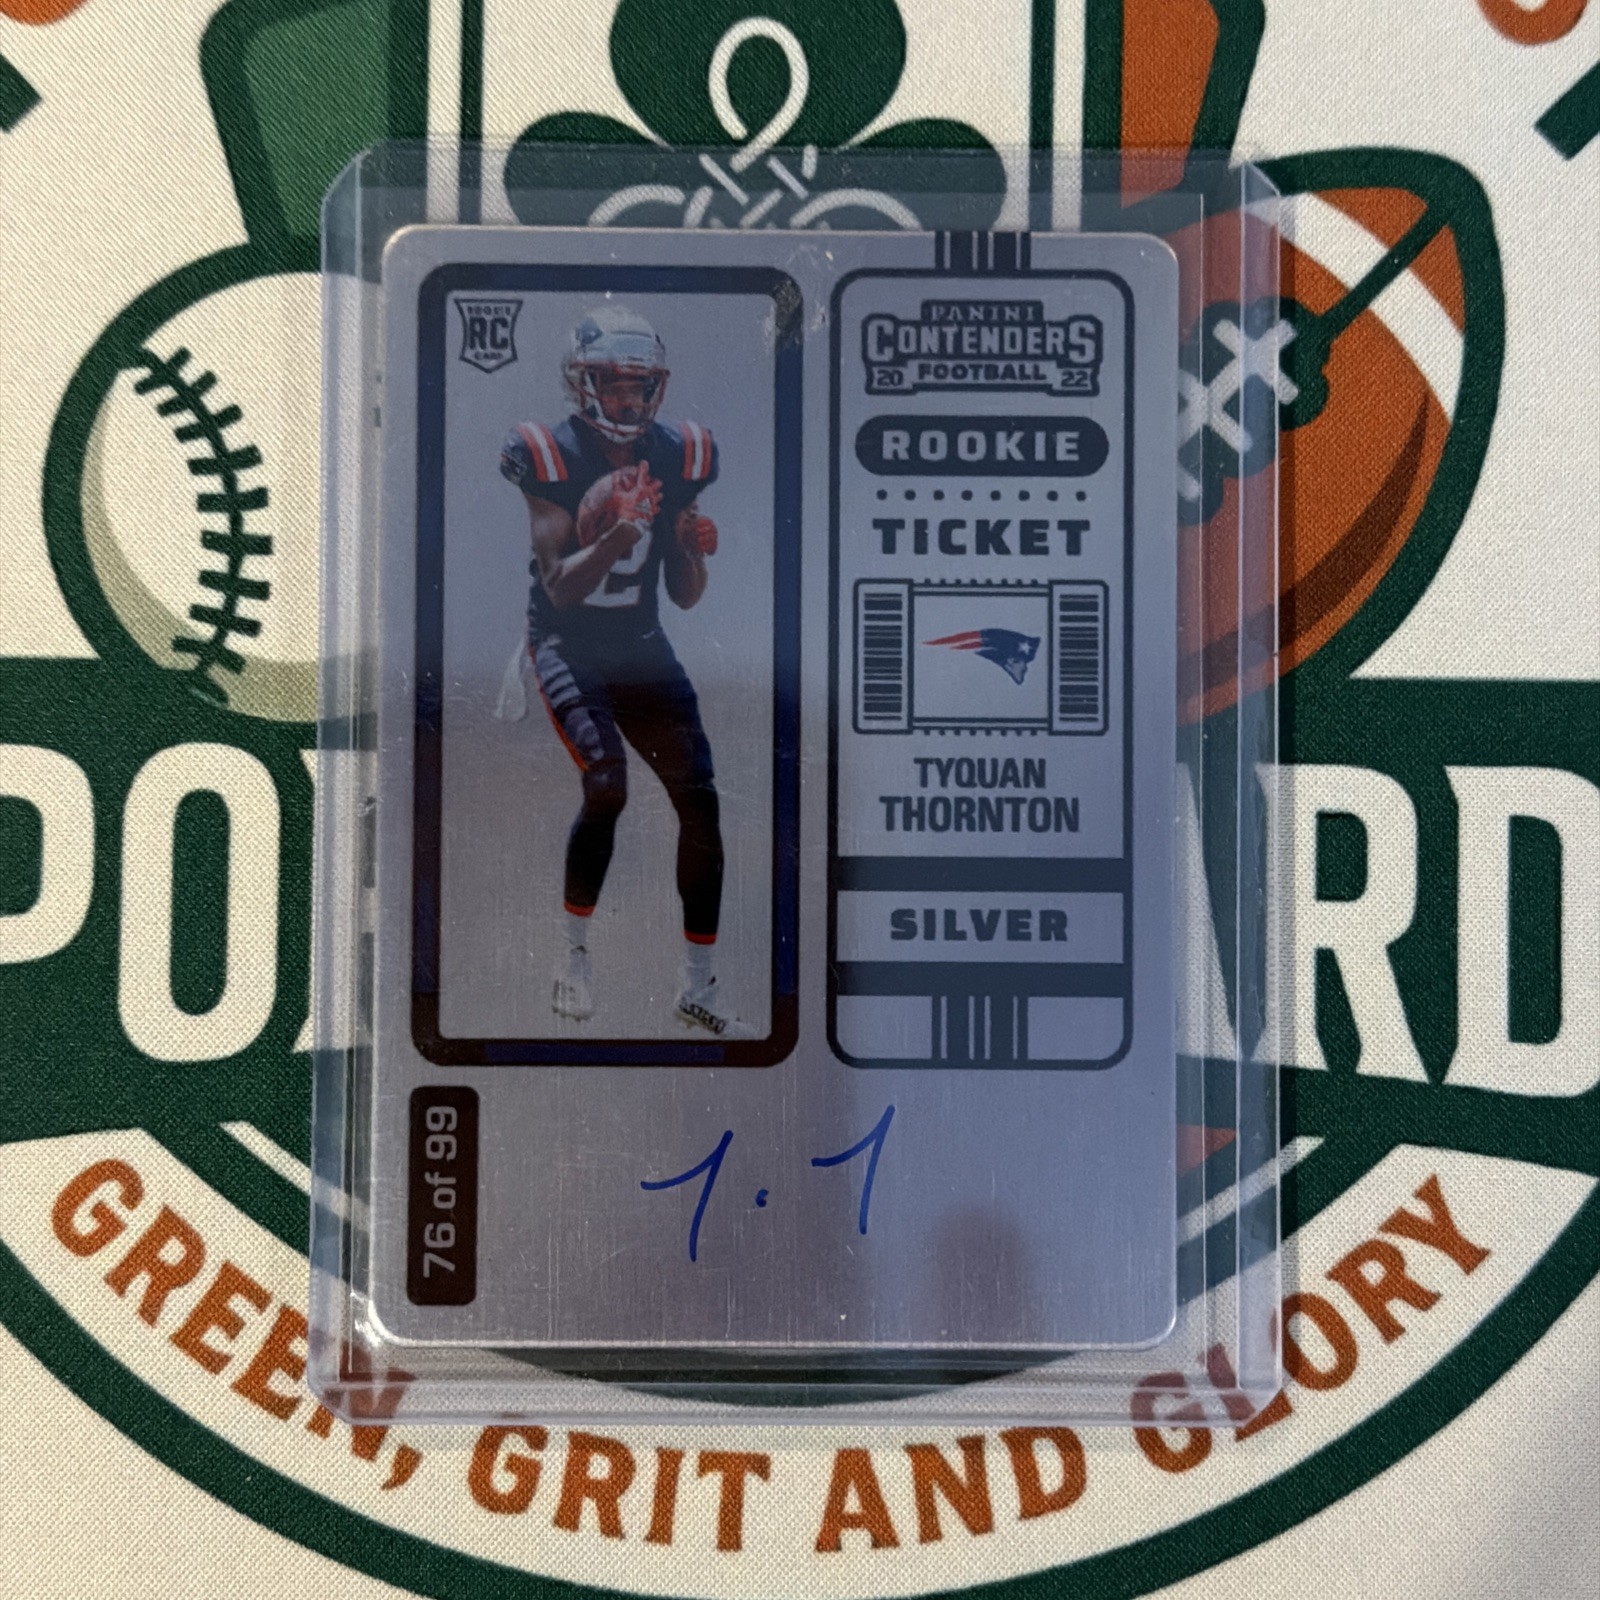 ROOKIE
RC
CARD
PANINI
CONTENDERS
20 FOOTBALL 22
ROOKIE
TICKET
TYQUAN
THORNTON
SILVER
76 of 99
T.T
2
GREEN, GRIT AND GLORY